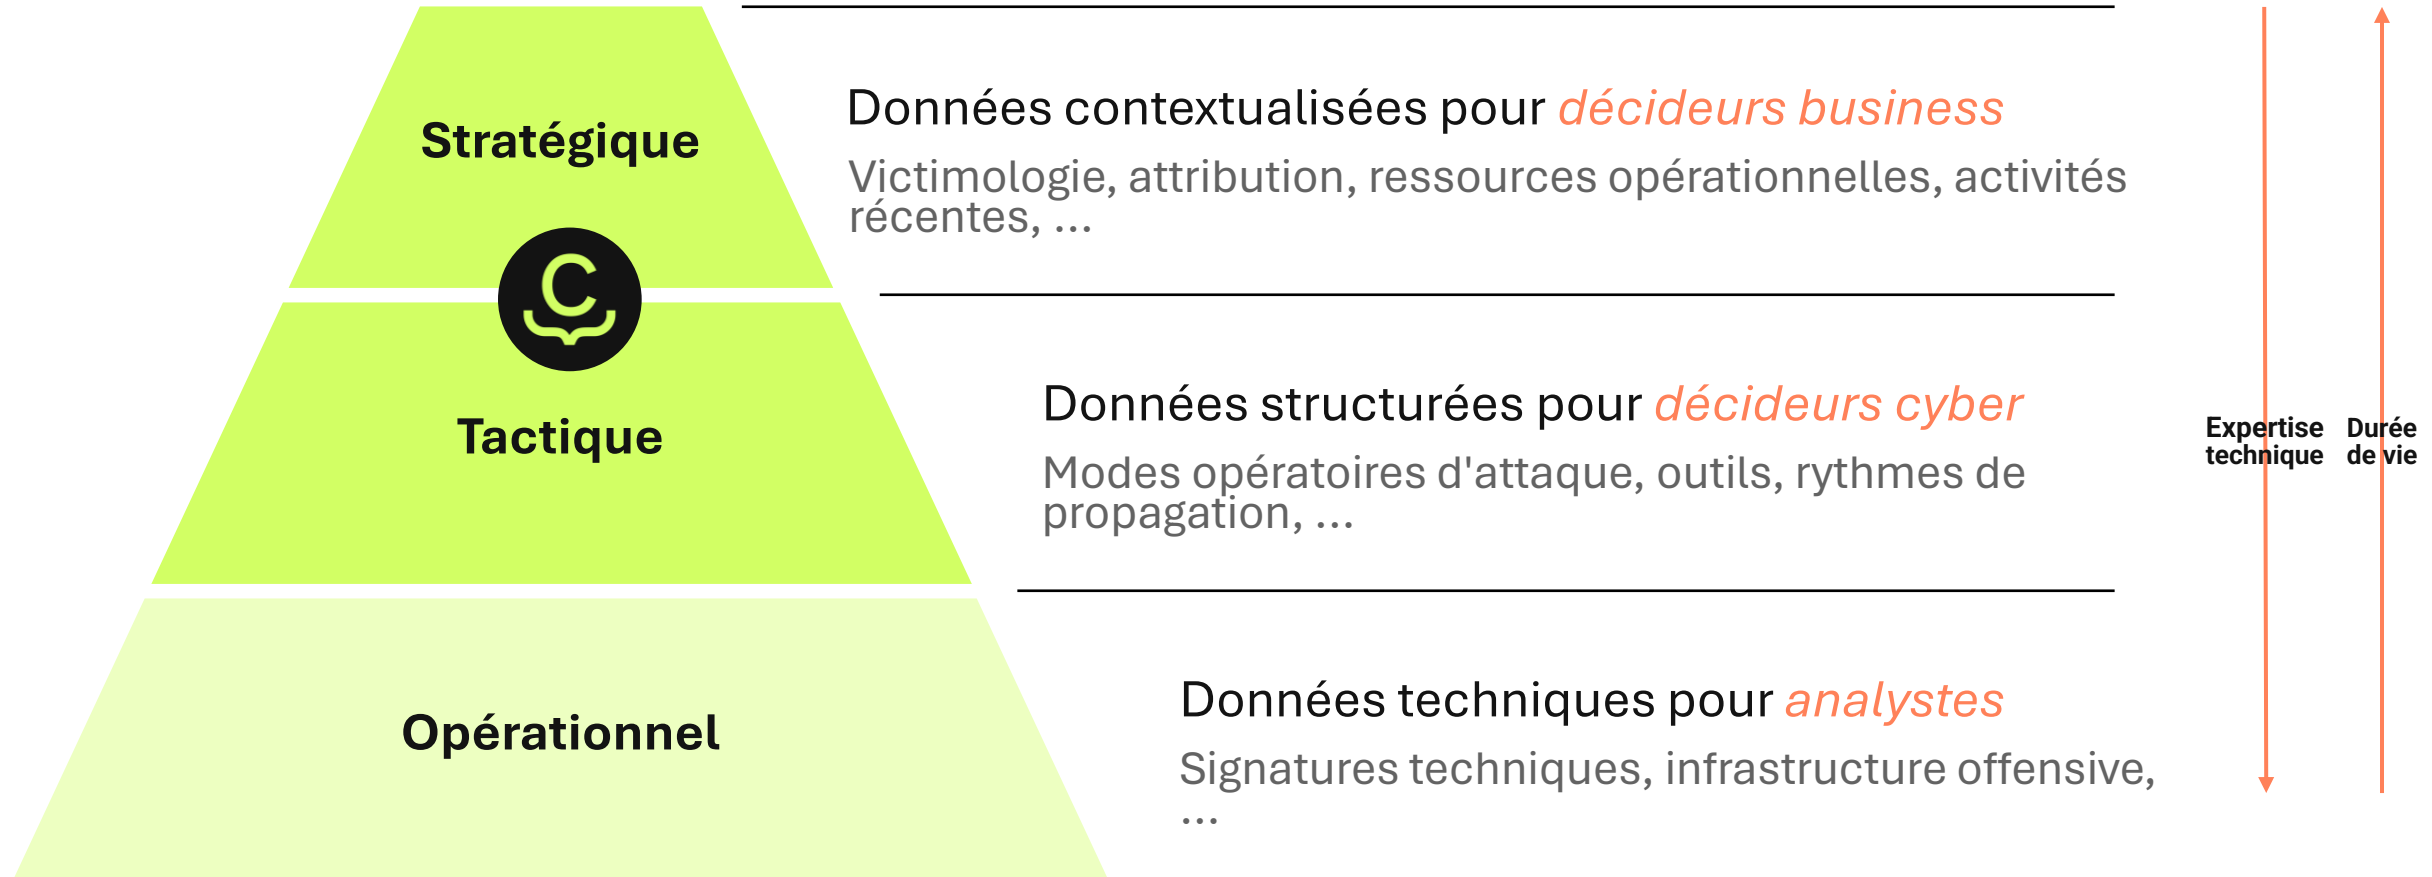 Stratégique
Données contextualisées pour décideurs business
Victimologie, attribution, ressources opérationnelles, activités
récentes, ...
C
Tactique
Données structurées pour décideurs cyber
Modes opératoires d'attaque, outils, rythmes de
propagation, ...
Expertise
technique
Durée
de vie
Opérationnel
Données techniques pour analystes
Signatures techniques, infrastructure offensive,
...